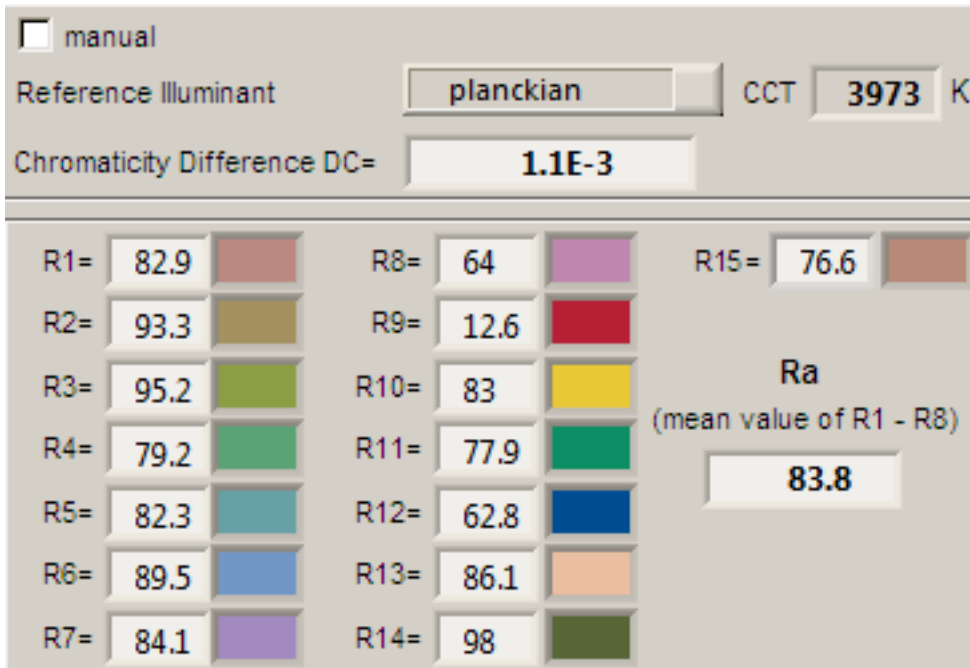 manual
Reference Illuminant planckian CCT 3973 K
Chromaticity Difference DC= 1.1E-3
R1= 82.9 R8= 64 R15= 76.6
R2= 93.3 R9= 12.6
R3= 95.2 R10= 83 Ra
(mean value of R1 - R8)
R4= 79.2 R11= 77.9
83.8
R5= 82.3 R12= 62.8
R6= 89.5 R13= 86.1
R7= 84.1 R14= 98